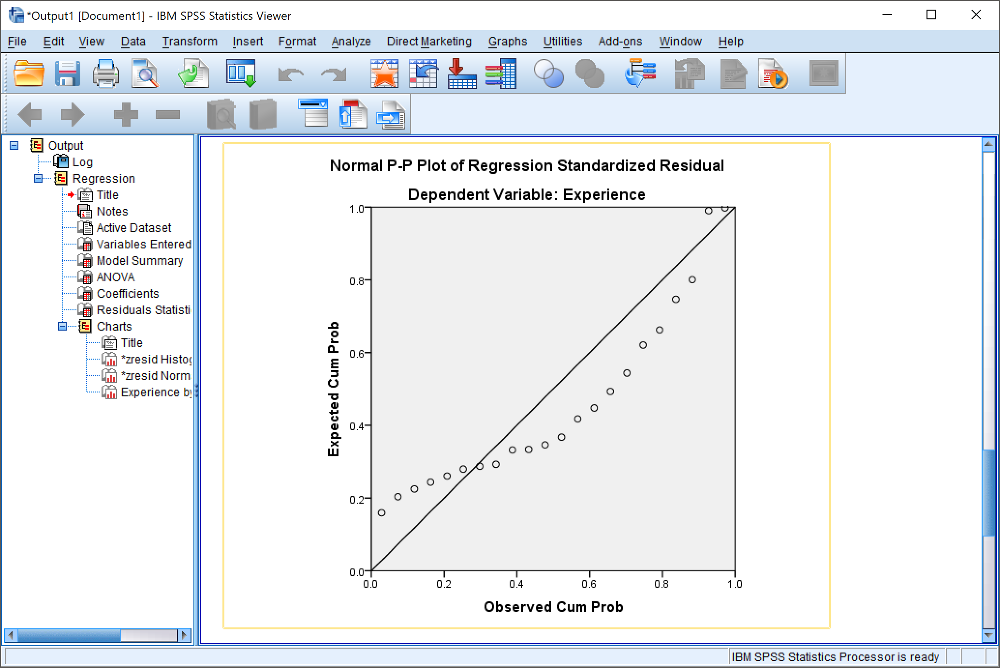 *Output1 [Document1] - IBM SPSS Statistics Viewer
File Edit View Data Transform Insert Format Analyze Direct Marketing Graphs Utilities Add-ons Window Help
Output
Log
Regression
Title
Notes
Active Dataset
Variables Entered
Model Summary
ANOVA
Coefficients
Residuals Statisti
Charts
Title
*zresid Histog
*zresid Norm
Experience by
Normal P-P Plot of Regression Standardized Residual
Dependent Variable: Experience
Expected Cum Prob
1.0
0.8
0.6
0.4
0.2
0.0
0.0 0.2 0.4 0.6 0.8 1.0
Observed Cum Prob
IBM SPSS Statistics Processor is ready